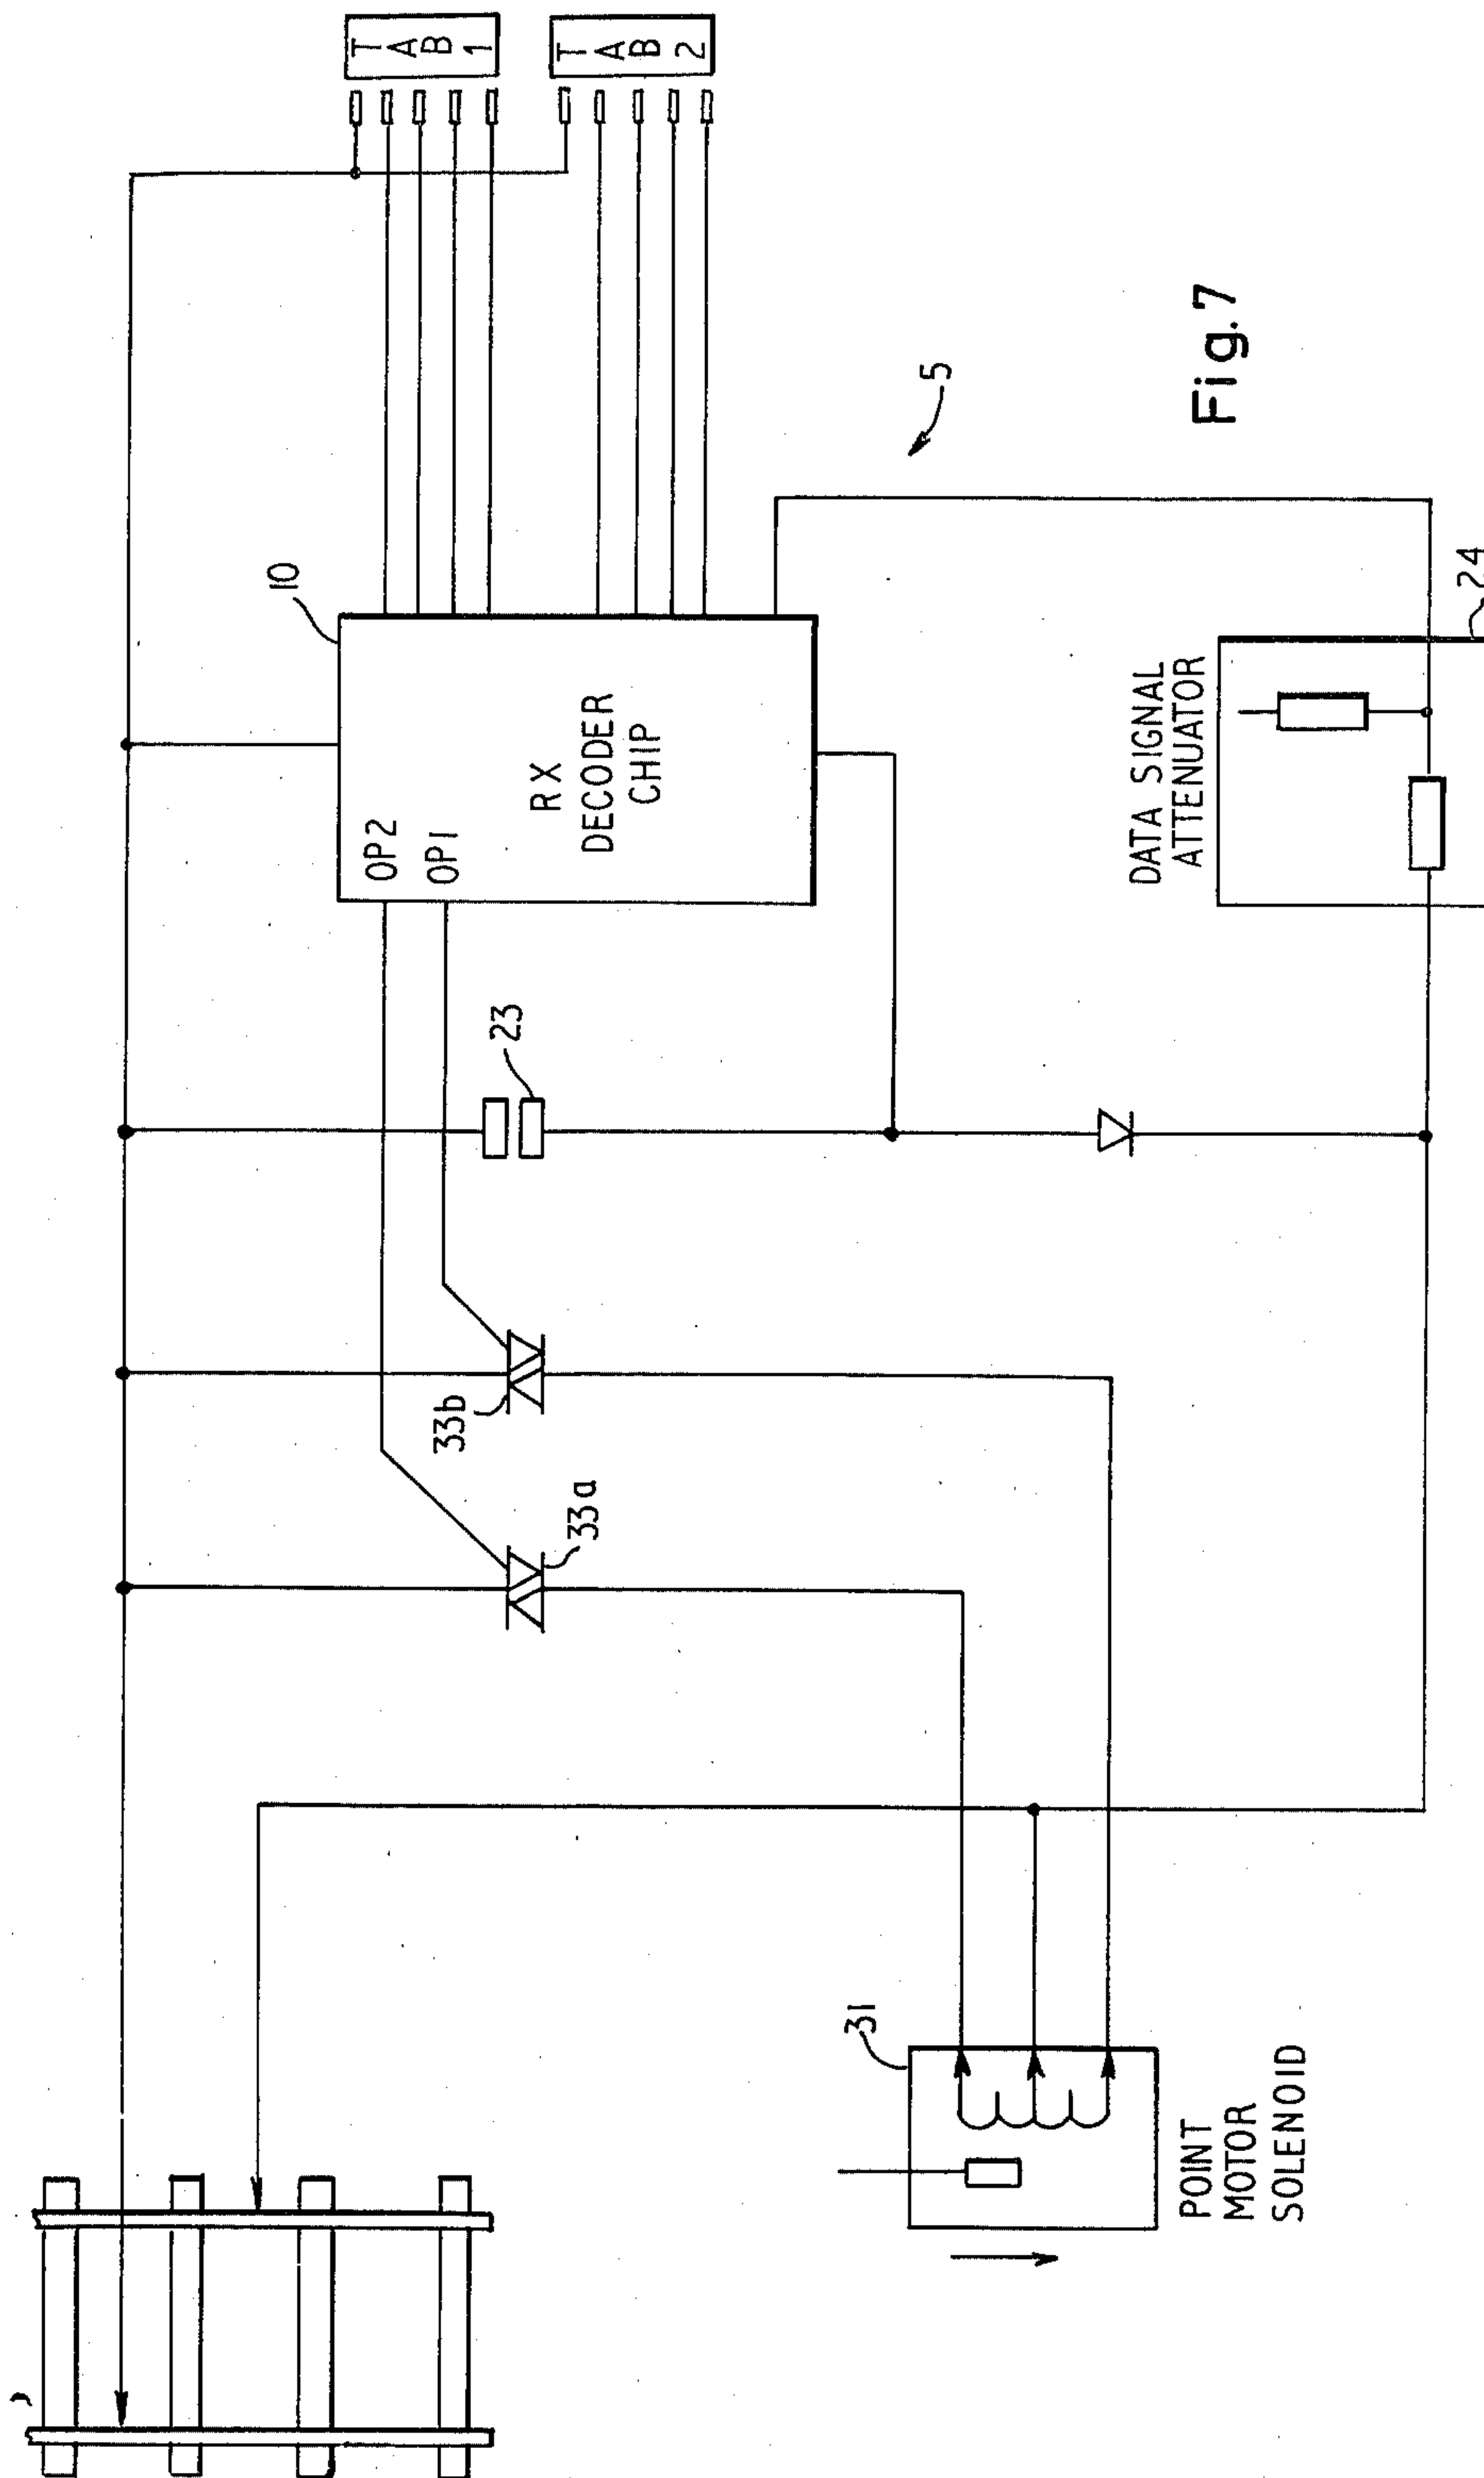 TAB 1
TAB 2
10
OP2
OP1
RX
DECODER
CHIP
5
23
33b
33a
DATA SIGNAL
ATTENUATOR
24
31
POINT
MOTOR
SOLENOID
Fig.7